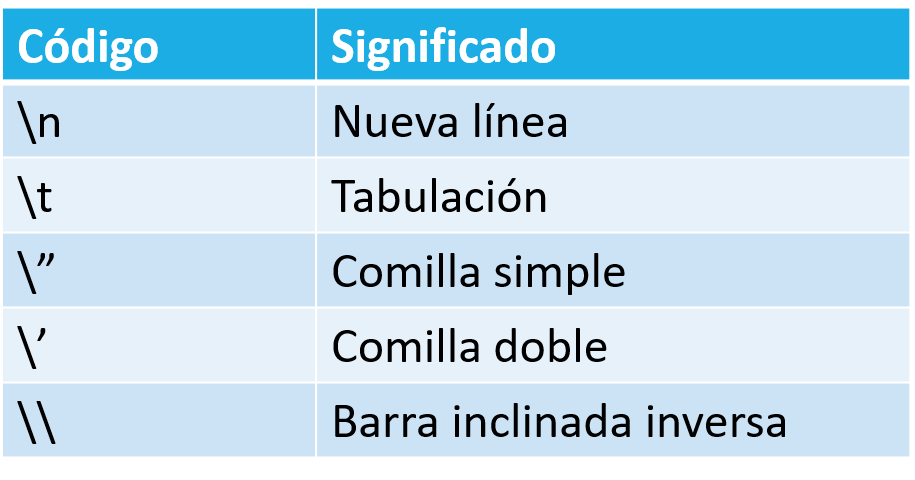 Código Significado
\n Nueva línea
\t Tabulación
\” Comilla simple
\’ Comilla doble
\\ Barra inclinada inversa